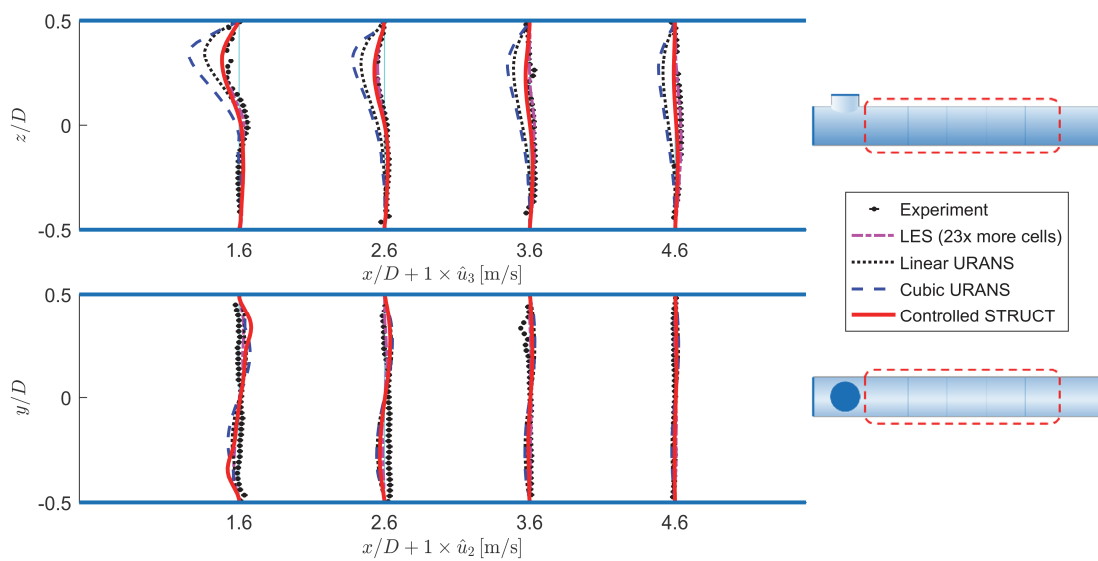 0.5
z/D
0
-0.5
1.6 2.6 3.6 4.6
x/D + 1 × û₃ [m/s]
Experiment
LES (23x more cells)
Linear URANS
Cubic URANS
Controlled STRUCT
0.5
y/D
0
-0.5
1.6 2.6 3.6 4.6
x/D + 1 × û₂ [m/s]